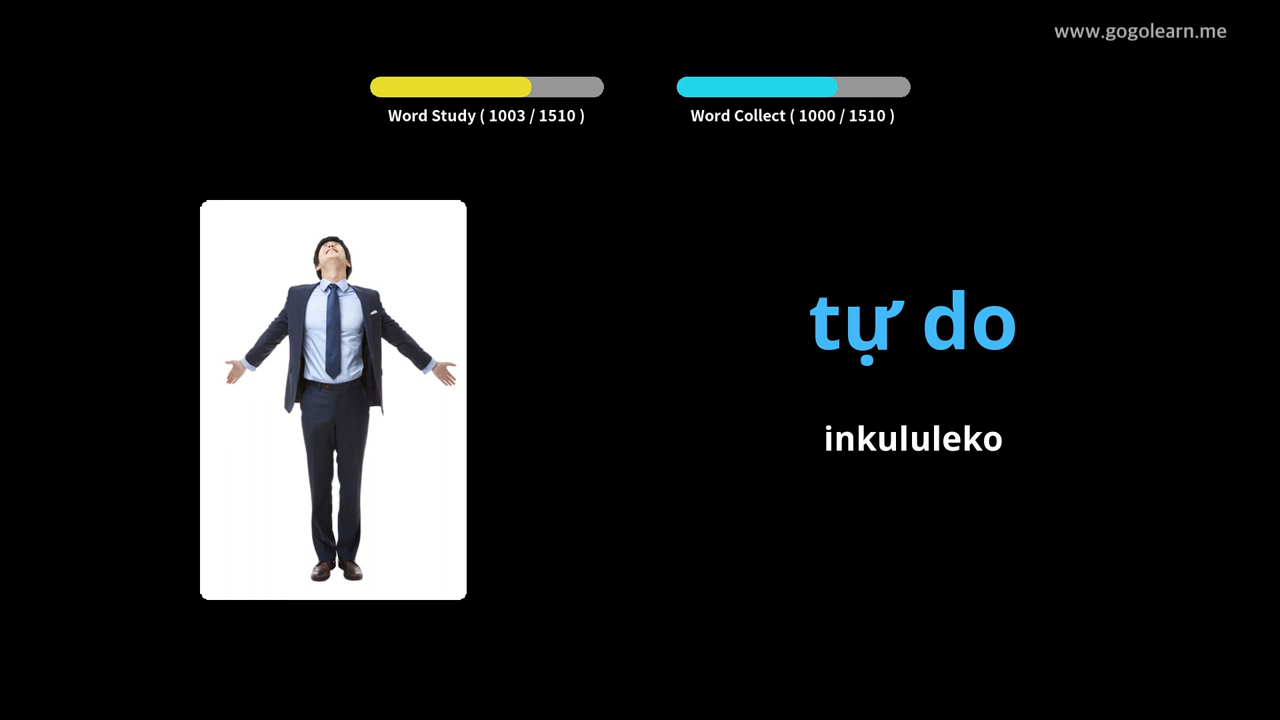 www.gogolearn.me
Word Study ( 1003 / 1510 )
Word Collect ( 1000 / 1510 )
tự do
inkululeko